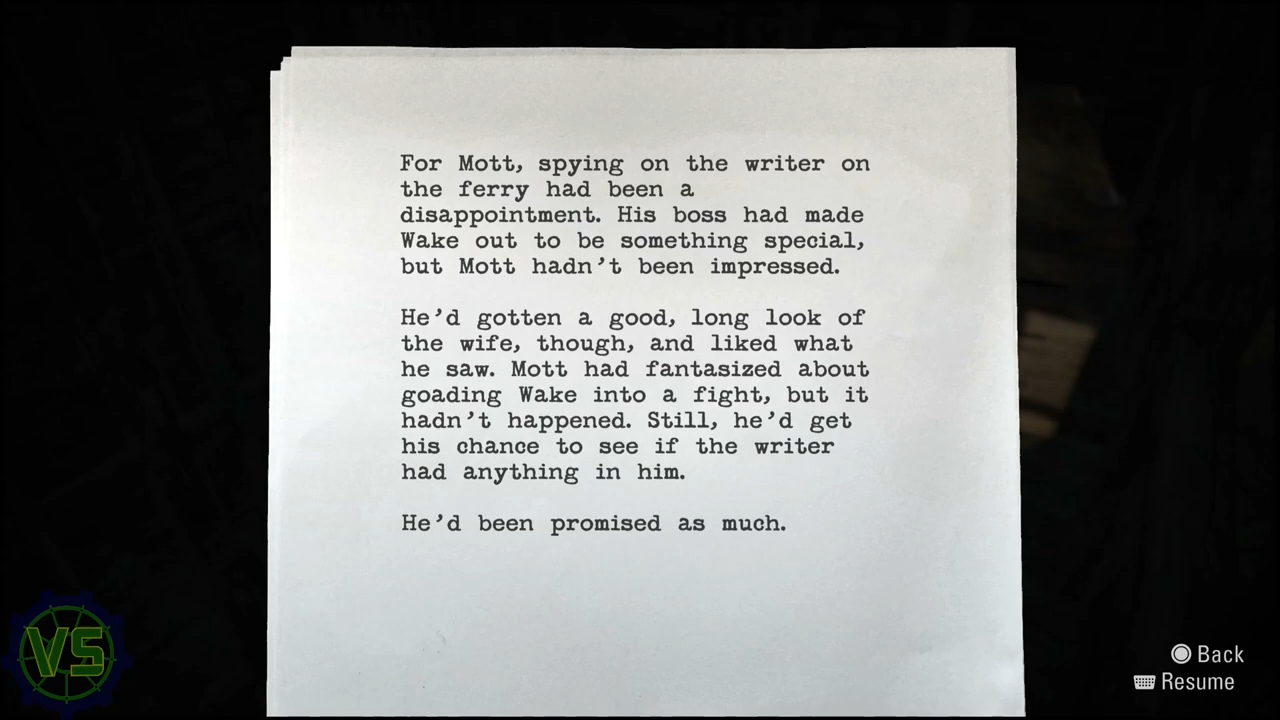 For Mott, spying on the writer on
the ferry had been a
disappointment. His boss had made
Wake out to be something special,
but Mott hadn’t been impressed.
He’d gotten a good, long look of
the wife, though, and liked what
he saw. Mott had fantasized about
goading Wake into a fight, but it
hadn’t happened. Still, he’d get
his chance to see if the writer
had anything in him.
He’d been promised as much.
VS
Back
Resume